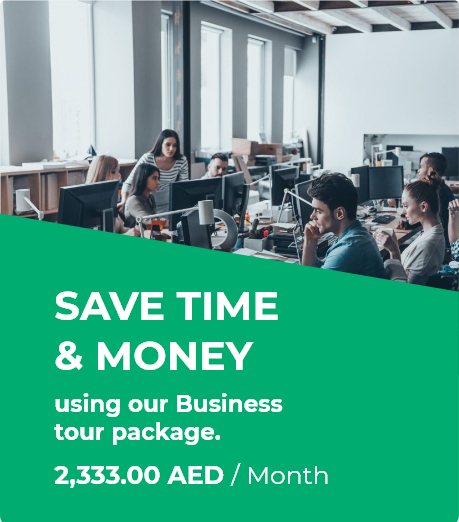 SAVE TIME
& MONEY
using our Business
tour package.
2,333.00 AED / Month